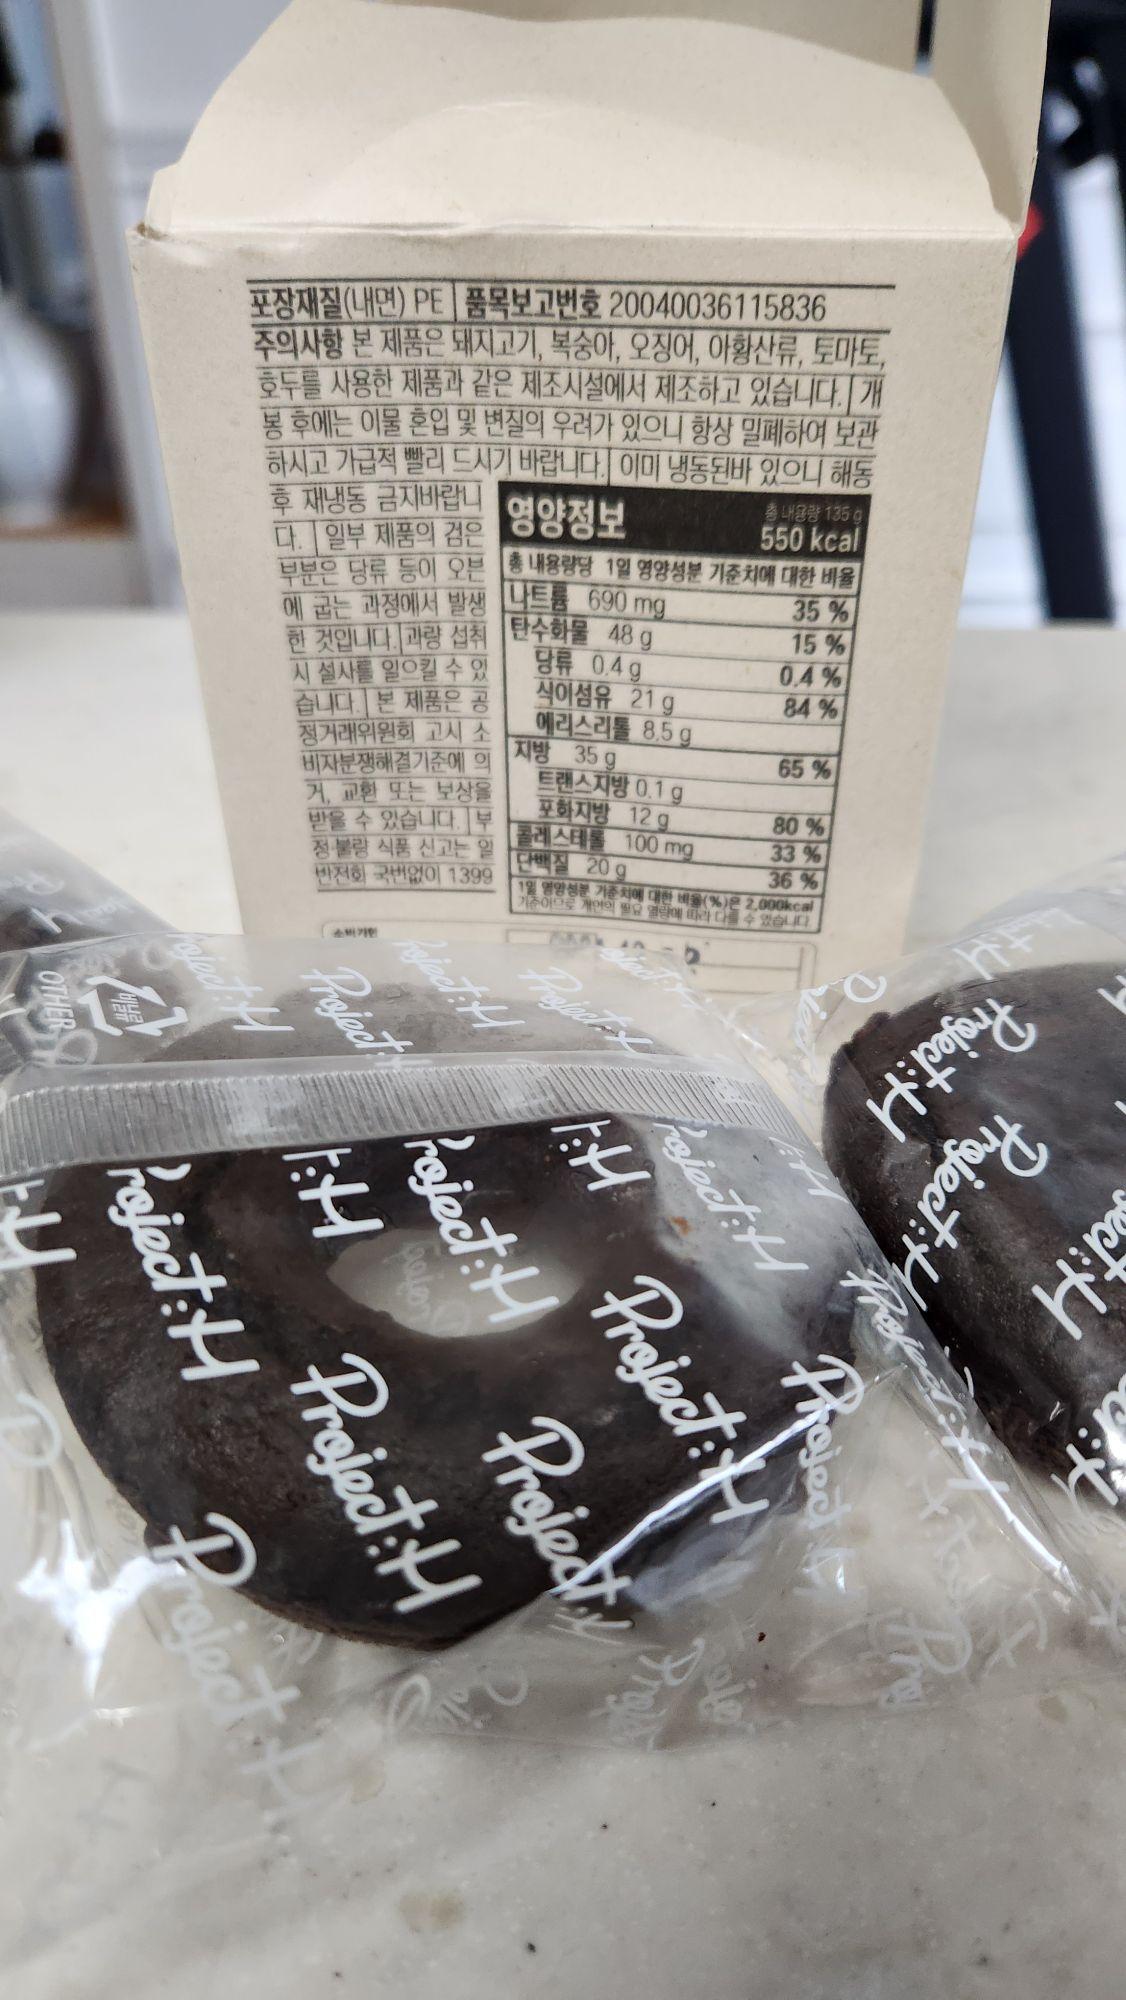 포장재질(내면) PE 품목보고번호 20040036115836
주의사항 본 제품은 돼지고기, 복숭아, 오징어, 아황산류, 토마토,
호두를 사용한 제품과 같은 제조시설에서 제조하고 있습니다. 개
봉 후에는 이물 혼입 및 변질의 우려가 있으니 항상 밀폐하여 보관
하시고 가급적 빨리 드시기 바랍니다. 이미 냉동된바 있으니 해동
후 재냉동 금지바랍니
다. 일부 제품의 검은
부분은 당류 등이 오븐
에 굽는 과정에서 발생
한 것입니다. 과량 섭취
시 설사를 일으킬 수 있
습니다. 본 제품은 공
정거래위원회 고시 소
비자분쟁해결기준에 의
거, 교환 또는 보상을
받을 수 있습니다. 부
정·불량 식품 신고는 일
반전화 국번없이 1399
영양정보 총 내용량 135 g
550 kcal
총 내용량당 1일 영양성분 기준치에 대한 비율
나트륨 690 mg 35 %
탄수화물 48 g 15 %
당류 0.4 g 0.4 %
식이섬유 21 g 84 %
에리스리톨 8.5 g
지방 35 g 65 %
트랜스지방 0.1 g
포화지방 12 g 80 %
콜레스테롤 100 mg 33 %
단백질 20 g 36 %
1일 영양성분 기준치에 대한 비율(%)은 2,000kcal
기준이므로 개인의 필요 열량에 따라 다를 수 있습니다
소비기한
비닐류
OTHER
Project:H
Project:H
Project:H
Project:H
Project:H
Project:H
Project:H
Project:H
Project:H
Project:H
Project:H